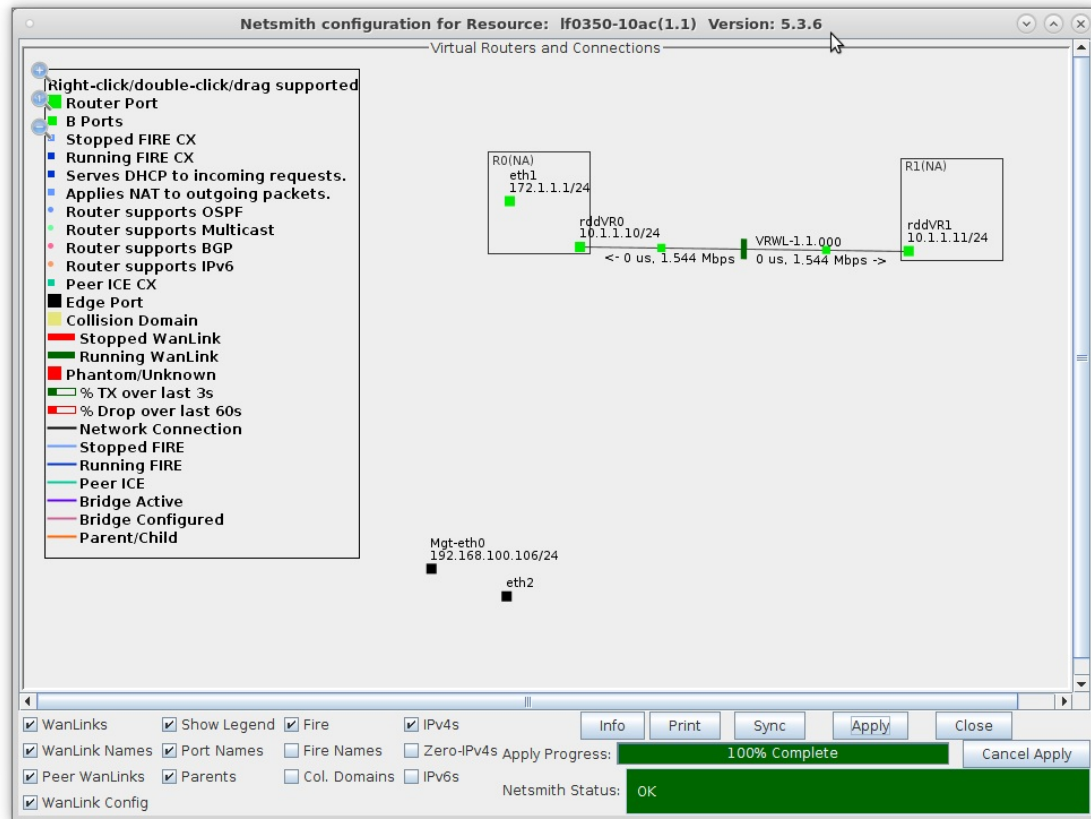 Netsmith configuration for Resource: lf0350-10ac(1.1) Version: 5.3.6
Virtual Routers and Connections
Right-click/double-click/drag supported
Router Port
B Ports
Stopped FIRE CX
Running FIRE CX
Serves DHCP to incoming requests.
Applies NAT to outgoing packets.
Router supports OSPF
Router supports Multicast
Router supports BGP
Router supports IPv6
Peer ICE CX
Edge Port
Collision Domain
Stopped WanLink
Running WanLink
Phantom/Unknown
% TX over last 3s
% Drop over last 60s
Network Connection
Stopped FIRE
Running FIRE
Peer ICE
Bridge Active
Bridge Configured
Parent/Child
R0(NA)
eth1
172.1.1.1/24
rddVR0
10.1.1.10/24
VRWL-1.1.000
<- 0 us, 1.544 Mbps 0 us, 1.544 Mbps ->
R1(NA)
rddVR1
10.1.1.11/24
Mgt-eth0
192.168.100.106/24
eth2
WanLinks Show Legend Fire IPv4s Info Print Sync Apply Close
WanLink Names Port Names Fire Names Zero-IPv4s Apply Progress: 100% Complete Cancel Apply
Peer WanLinks Parents Col. Domains IPv6s
Netsmith Status: OK
WanLink Config